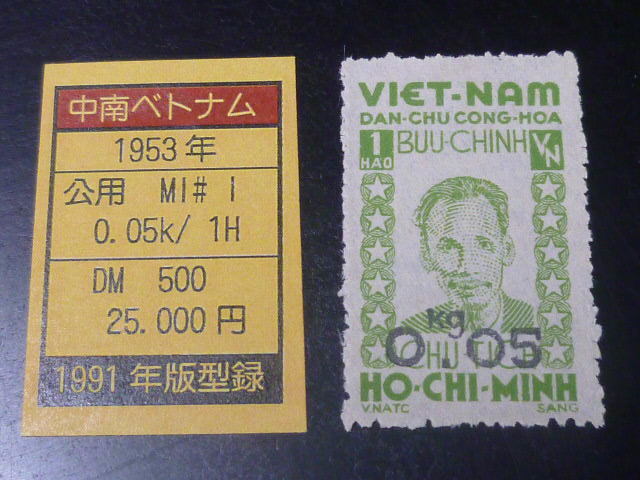 中南ベトナム
1953年
公用 MI# 1
0.05k/ 1H
DM 500
25.000円
1991年版型録
VIET-NAM
DAN-CHU CONG-HOA
1 HAO BUU-CHINH VN
kg
0.05
CHU TICH
HO-CHI-MINH
V.NATC SANG